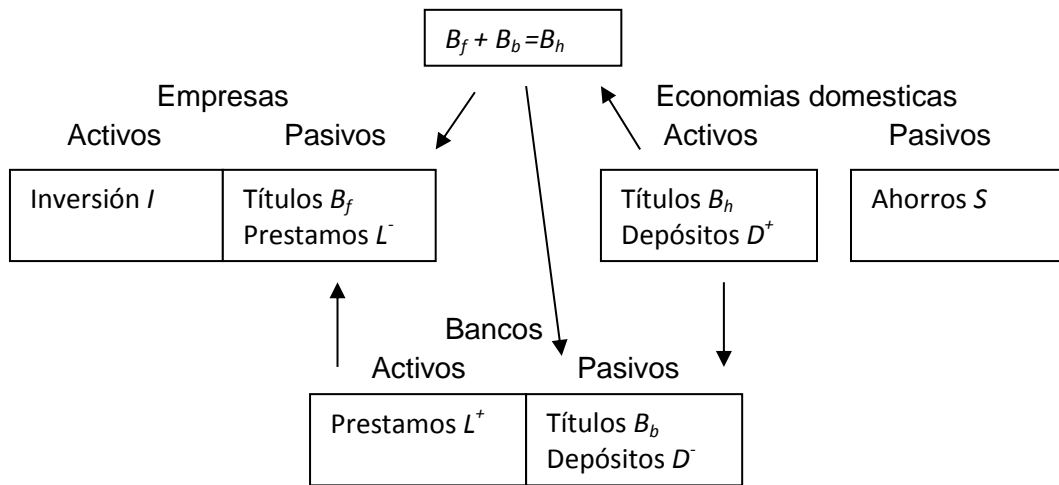 B_f + B_b =B_h
Empresas
Economias domesticas
Activos
Pasivos
Activos
Pasivos
Inversión I
Títulos B_f
Prestamos L^-
Títulos B_h
Depósitos D^+
Ahorros S
Bancos
Activos
Pasivos
Prestamos L^+
Títulos B_b
Depósitos D^-